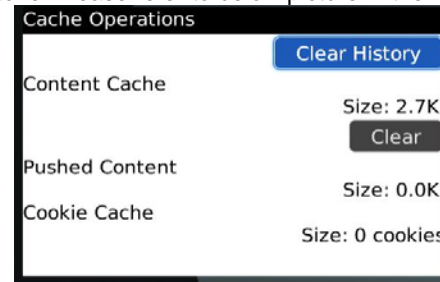 Cache Operations
Clear History
Content Cache
Size: 2.7K
Clear
Pushed Content
Size: 0.0K
Cookie Cache
Size: 0 cookies